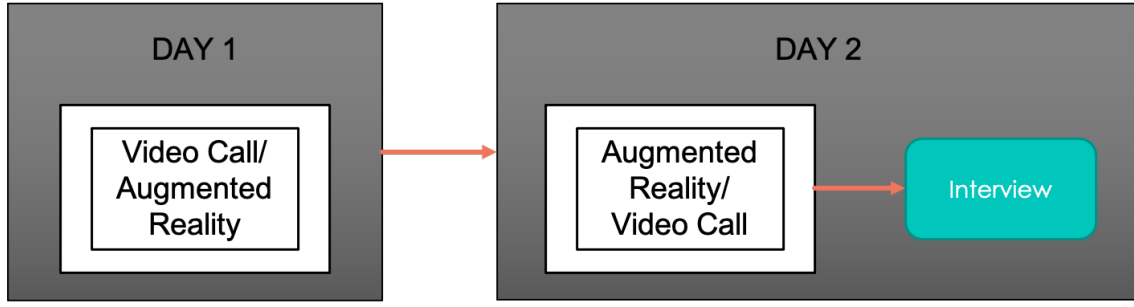 DAY 1
Video Call/
Augmented
Reality
DAY 2
Augmented
Reality/
Video Call
Interview